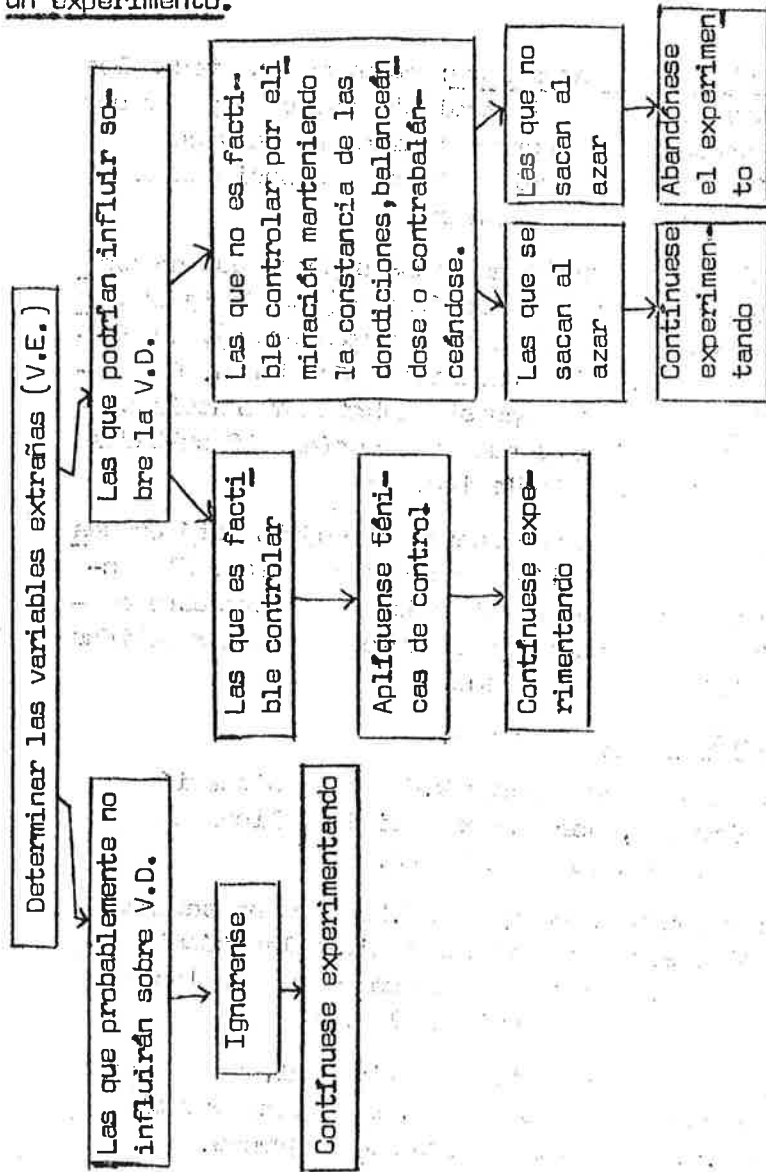 un experimento.
Determinar las variables extrañas (V.E.)
Las que probablemente no
influirán sobre V.D.
Ignorense
Contínuese experimentando
Las que podrían influir so-
bre la V.D.
Las que es facti
ble controlar
Aplíquense téni-
cas de control
Contínuese expe-
rimentando
Las que no es facti-
ble controlar por eli
minación manteniendo
la constancia de las
dondiciones,balanceán
dose o contrabalán-
ceándose.
Las que se
sacan al
azar
Contínuese
experimen-
tando
Las que no
sacan al
azar
Abandónese
el experimen
to